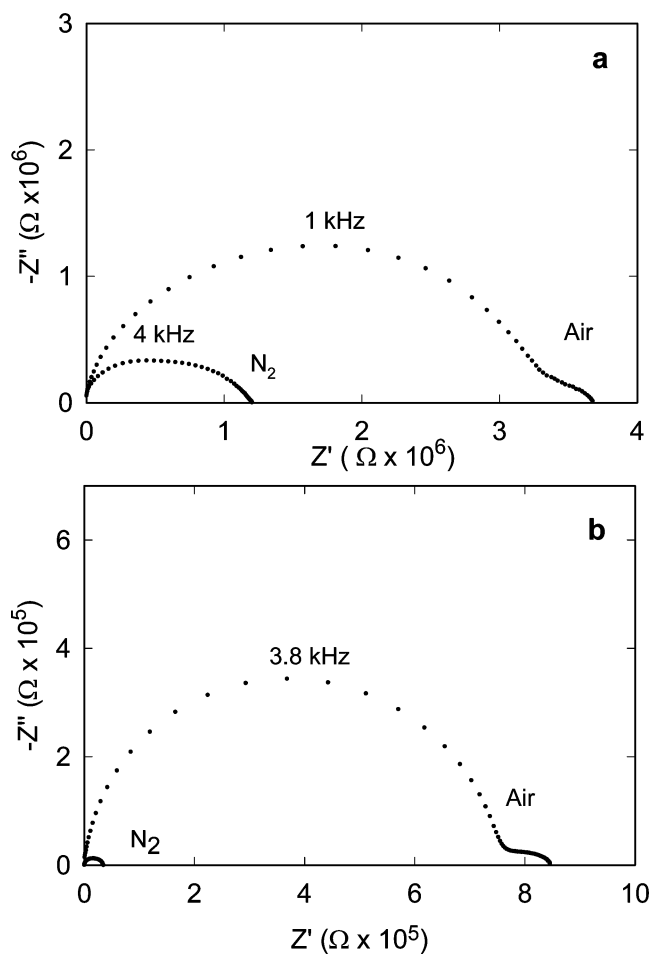 3
a
2
-Z" (Ω x10⁶)
1 kHz
1
4 kHz
Air
N₂
0
0 1 2 3 4
Z' ( Ω x 10⁶)
b
6
-Z" (Ω x 10⁵)
4
3.8 kHz
2
Air
N₂
0
0 2 4 6 8 10
Z' (Ω x 10⁵)